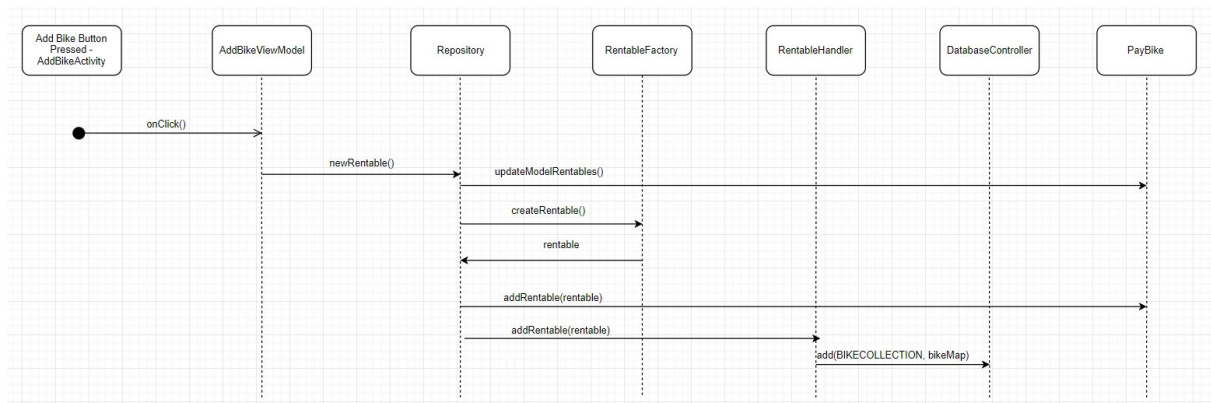 Add Bike Button
Pressed -
AddBikeActivity
AddBikeViewModel
Repository
RentableFactory
RentableHandler
DatabaseController
PayBike
onClick()
newRentable()
updateModelRentables()
createRentable()
rentable
addRentable(rentable)
addRentable(rentable)
add(BIKECOLLECTION, bikeMap)